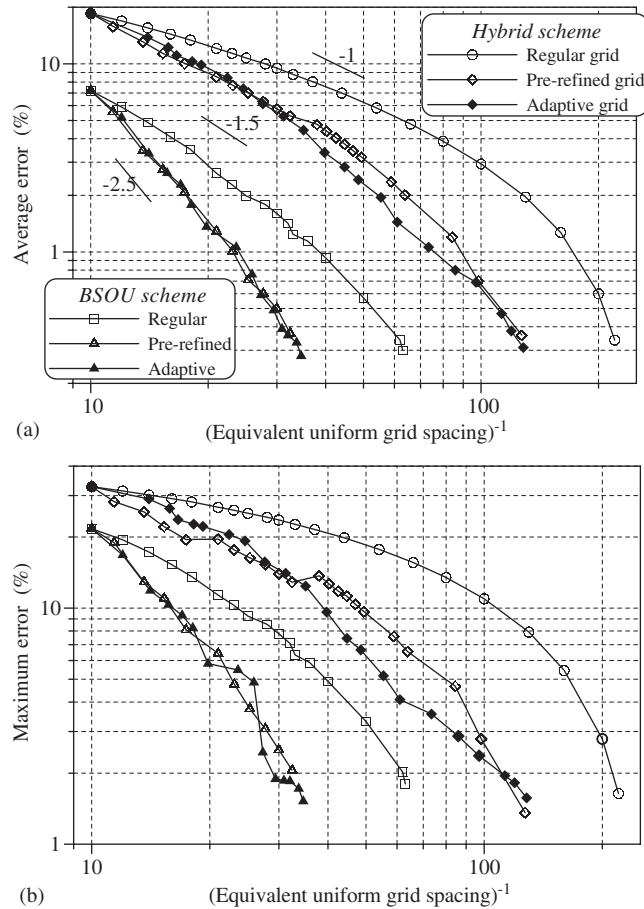 Hybrid scheme
Regular grid
Pre-refined grid
Adaptive grid
-1
-1.5
-2.5
10
1
Average error (%)
BSOU scheme
Regular
Pre-refined
Adaptive
10
100
(a)
(Equivalent uniform grid spacing)-1
10
1
Maximum error (%)
10
100
(b)
(Equivalent uniform grid spacing)-1